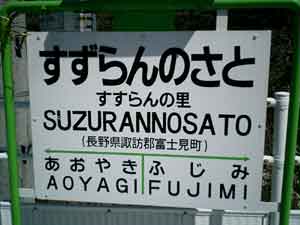 すずらんのさと
すずらんの里
SUZURANNOSATO
(長野県諏訪郡富士見町)
あおやぎ ふじみ
AOYAGI FUJIMI